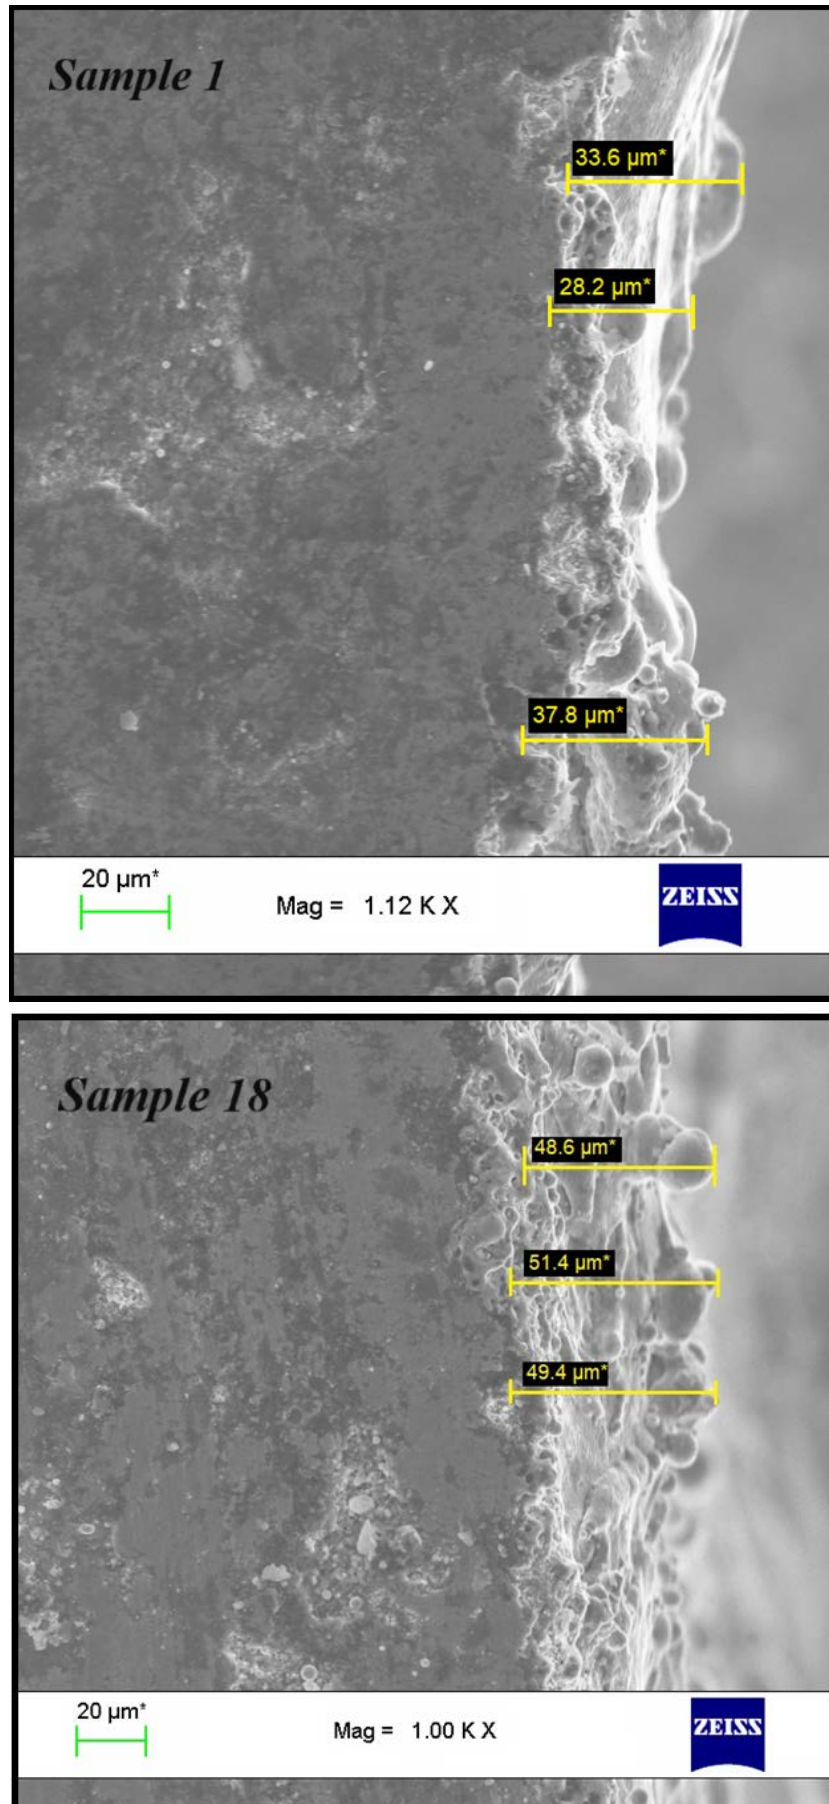 Sample 1
33.6 µm*
28.2 µm*
37.8 µm*
20 µm*
Mag = 1.12 K X
ZEISS
Sample 18
48.6 µm*
51.4 µm*
49.4 µm*
20 µm*
Mag = 1.00 K X
ZEISS